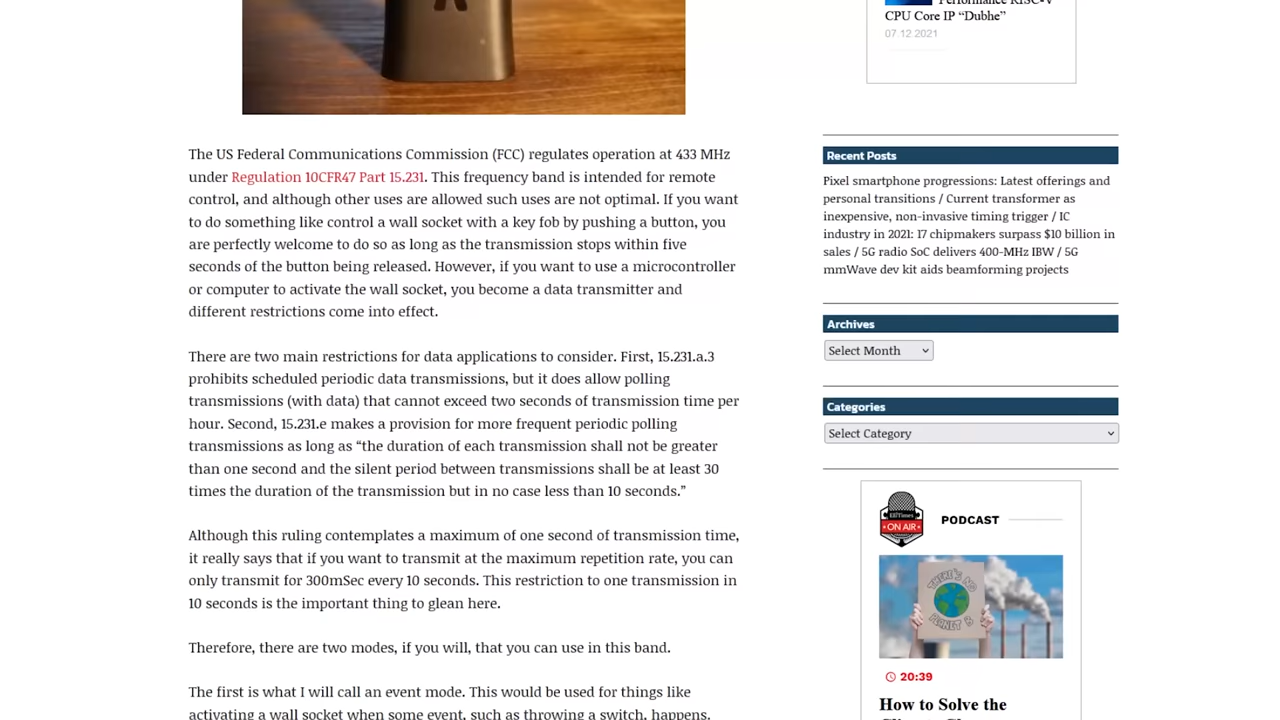 The US Federal Communications Commission (FCC) regulates operation at 433 MHz
under Regulation 10CFR47 Part 15.231. This frequency band is intended for remote
control, and although other uses are allowed such uses are not optimal. If you want
to do something like control a wall socket with a key fob by pushing a button, you
are perfectly welcome to do so as long as the transmission stops within five
seconds of the button being released. However, if you want to use a microcontroller
or computer to activate the wall socket, you become a data transmitter and
different restrictions come into effect.
There are two main restrictions for data applications to consider. First, 15.231.a.3
prohibits scheduled periodic data transmissions, but it does allow polling
transmissions (with data) that cannot exceed two seconds of transmission time per
hour. Second, 15.231.e makes a provision for more frequent periodic polling
transmissions as long as “the duration of each transmission shall not be greater
than one second and the silent period between transmissions shall be at least 30
times the duration of the transmission but in no case less than 10 seconds.”
Although this ruling contemplates a maximum of one second of transmission time,
it really says that if you want to transmit at the maximum repetition rate, you can
only transmit for 300mSec every 10 seconds. This restriction to one transmission in
10 seconds is the important thing to glean here.
Therefore, there are two modes, if you will, that you can use in this band.
The first is what I will call an event mode. This would be used for things like
activating a wall socket when some event, such as throwing a switch, happens.
Performance RISC-V
CPU Core IP “Dubhe”
07.12.2021
Recent Posts
Pixel smartphone progressions: Latest offerings and
personal transitions / Current transformer as
inexpensive, non-invasive timing trigger / IC
industry in 2021: 17 chipmakers surpass $10 billion in
sales / 5G radio SoC delivers 400-MHz IBW / 5G
mmWave dev kit aids beamforming projects
Archives
Select Month
Categories
Select Category
EETimes
ON AIR
PODCAST
THERE'S NO
PLANET B
20:39
How to Solve the